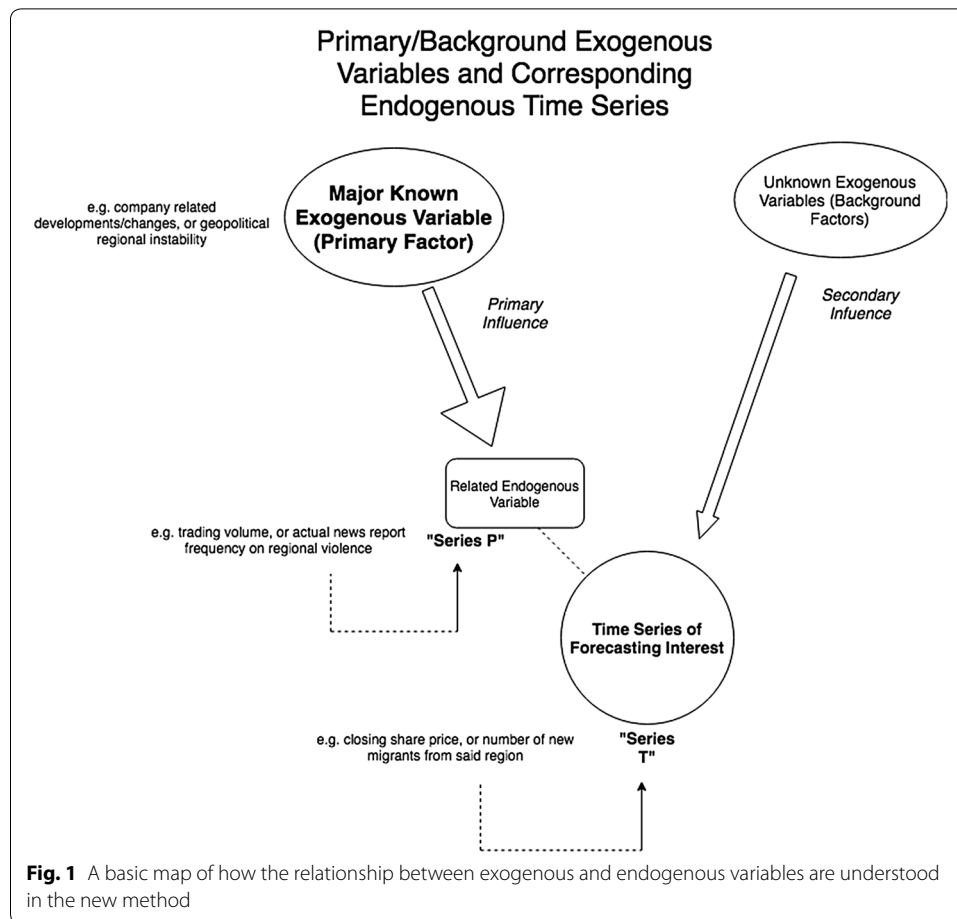 Primary/Background Exogenous
Variables and Corresponding
Endogenous Time Series
e.g. company related
developments/changes, or geopolitical
regional instability
Major Known
Exogenous Variable
(Primary Factor)
Unknown Exogenous
Variables (Background
Factors)
Primary
Influence
Secondary
Infuence
Related Endogenous
Variable
e.g. trading volume, or actual news report
frequency on regional violence
"Series P"
Time Series of
Forecasting Interest
e.g. closing share price, or number of new
migrants from said region
"Series
T"
Fig. 1 A basic map of how the relationship between exogenous and endogenous variables are understood
in the new method